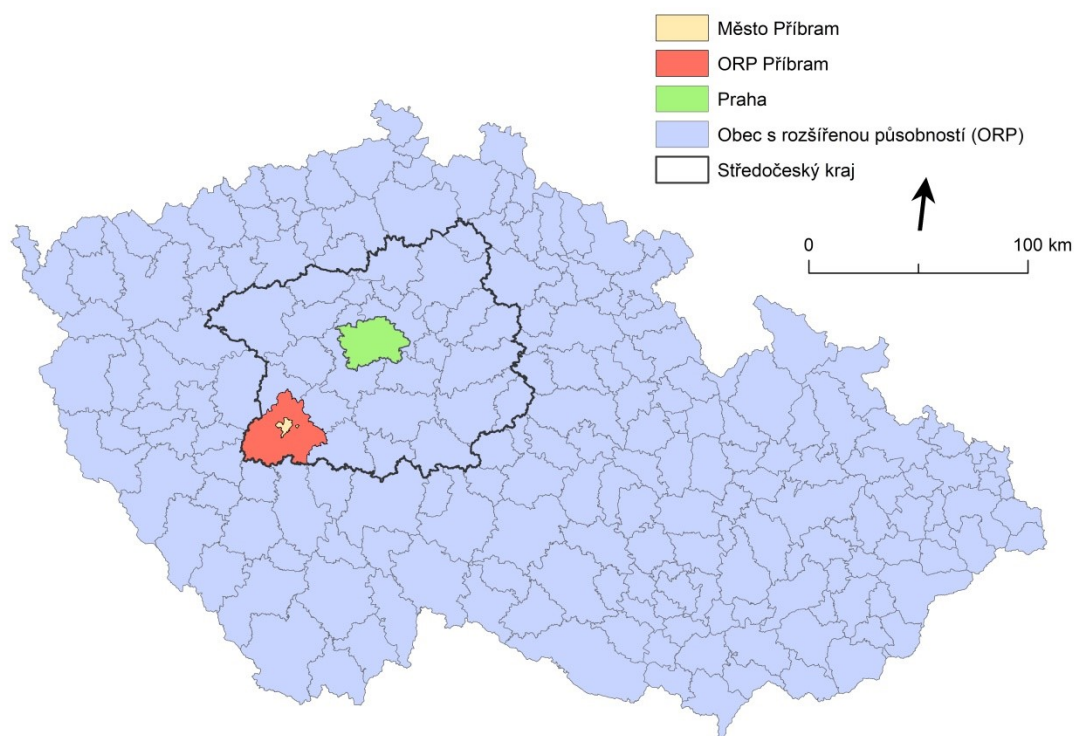 Město Příbram
ORP Příbram
Praha
Obec s rozšířenou působností (ORP)
Středočeský kraj
0 100 km